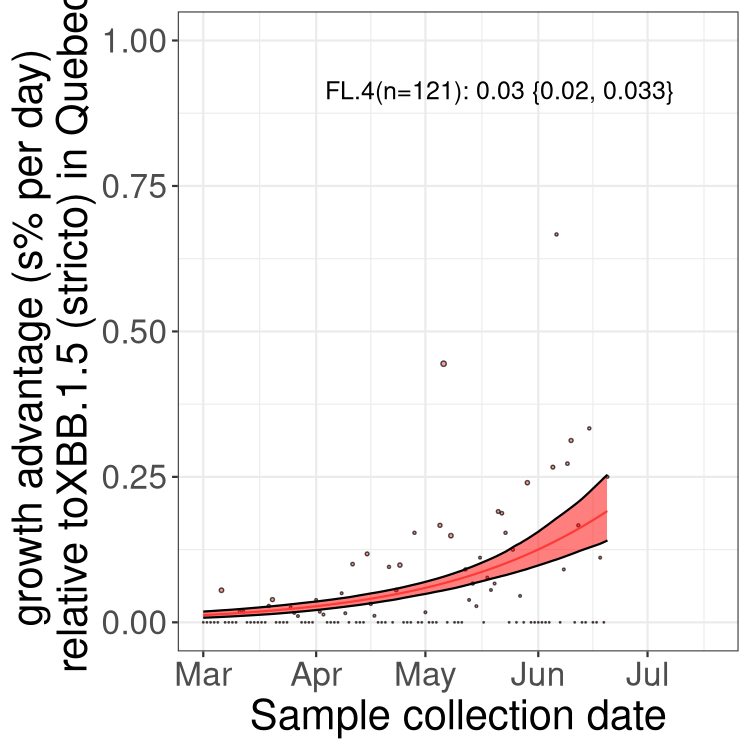 growth advantage (s% per day)
relative toXBB.1.5 (stricto) in Quebec
1.00
0.75
0.50
0.25
0.00
FL.4(n=121): 0.03 {0.02, 0.033}
Mar Apr May Jun Jul
Sample collection date